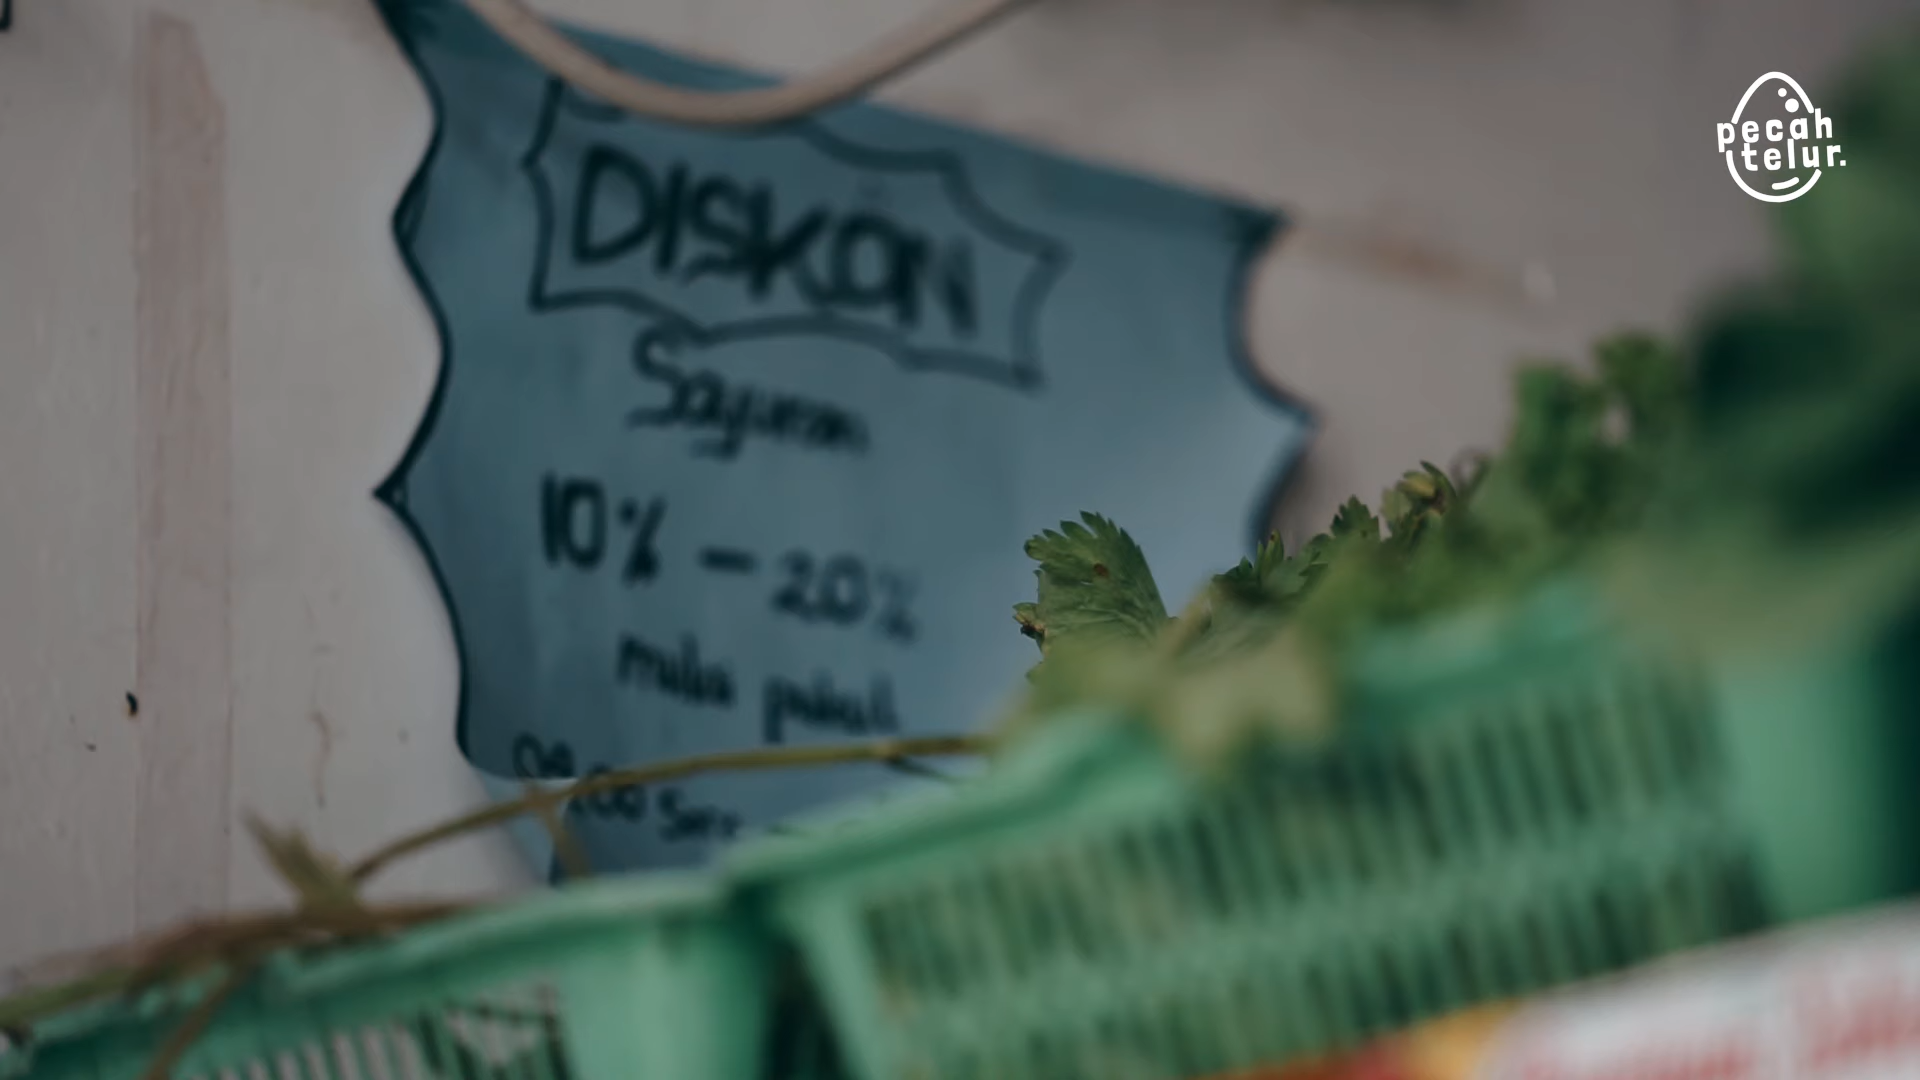 pecah
telur.
DISKON
Sayuran
10% - 20%
mulai pukul